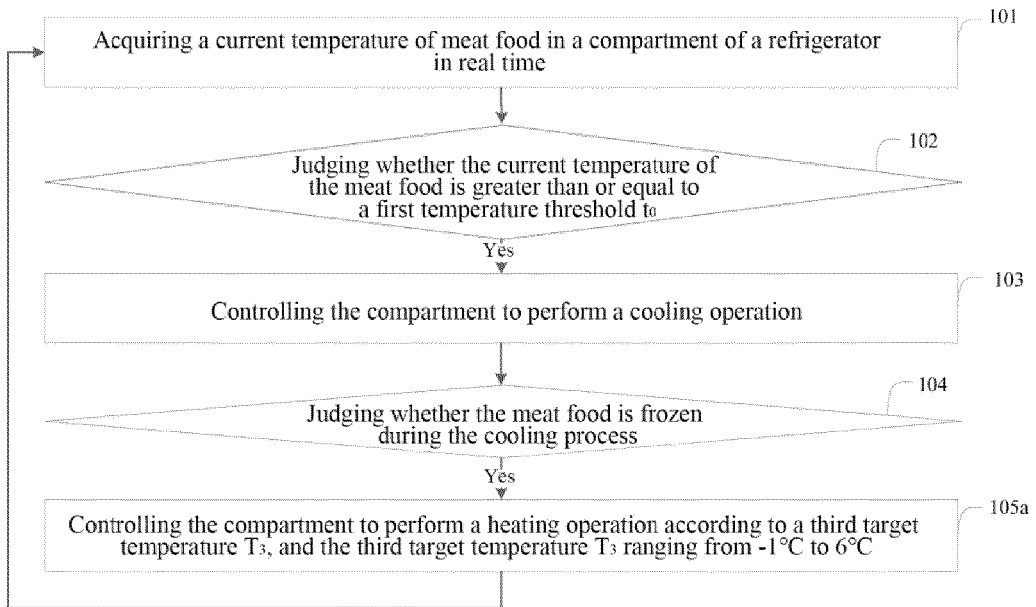 101
Acquiring a current temperature of meat food in a compartment of a refrigerator
in real time
102
Judging whether the current temperature of
the meat food is greater than or equal to
a first temperature threshold t₀
Yes
103
Controlling the compartment to perform a cooling operation
104
Judging whether the meat food is frozen
during the cooling process
Yes
105a
Controlling the compartment to perform a heating operation according to a third target
temperature T₃, and the third target temperature T₃ ranging from -1℃ to 6℃